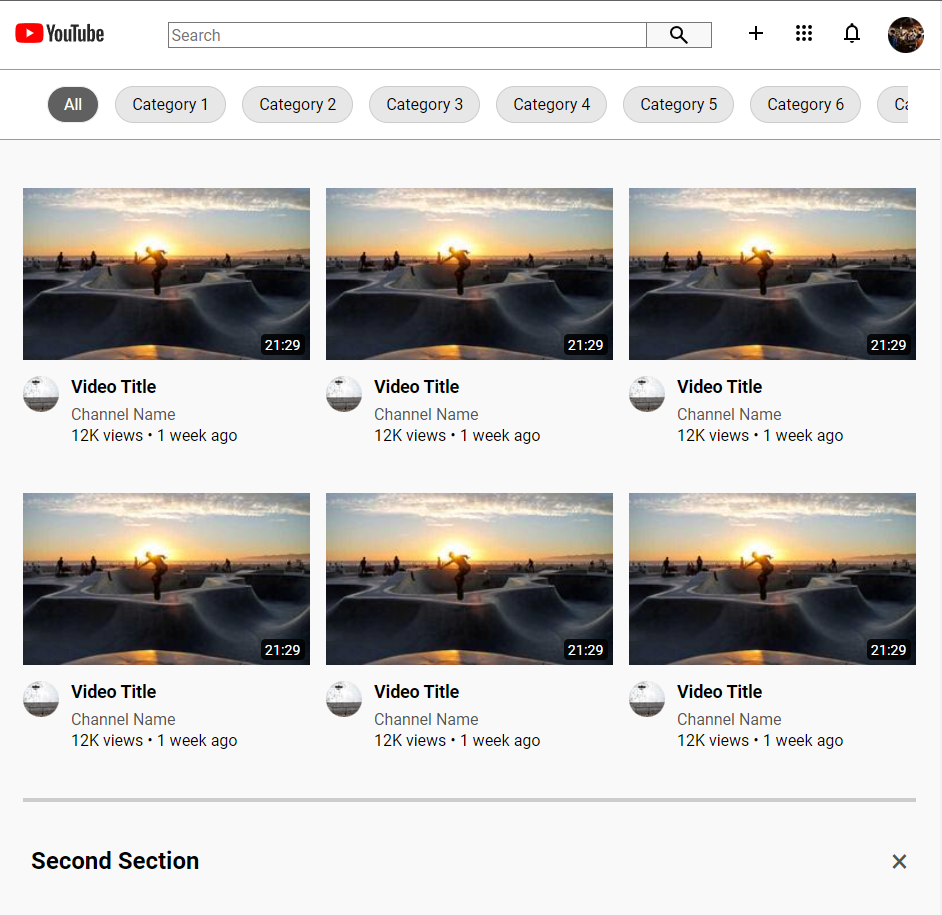 YouTube
Search
All Category 1 Category 2 Category 3 Category 4 Category 5 Category 6 Ca
21:29 21:29 21:29
Video Title Video Title Video Title
Channel Name Channel Name Channel Name
12K views • 1 week ago 12K views • 1 week ago 12K views • 1 week ago
21:29 21:29 21:29
Video Title Video Title Video Title
Channel Name Channel Name Channel Name
12K views • 1 week ago 12K views • 1 week ago 12K views • 1 week ago
Second Section